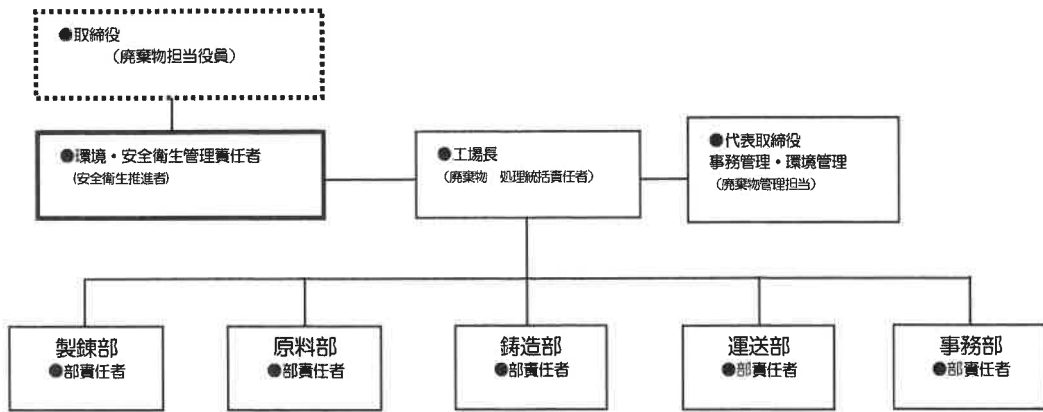 ●取締役
（廃棄物担当役員）
●環境・安全衛生管理責任者
(安全衛生推進者)
●工場長
（廃棄物　処理統括責任者）
●代表取締役
事務管理・環境管理
（廃棄物管理担当）
製錬部
●部責任者
原料部
●部責任者
鋳造部
●部責任者
運送部
●部責任者
事務部
●部責任者